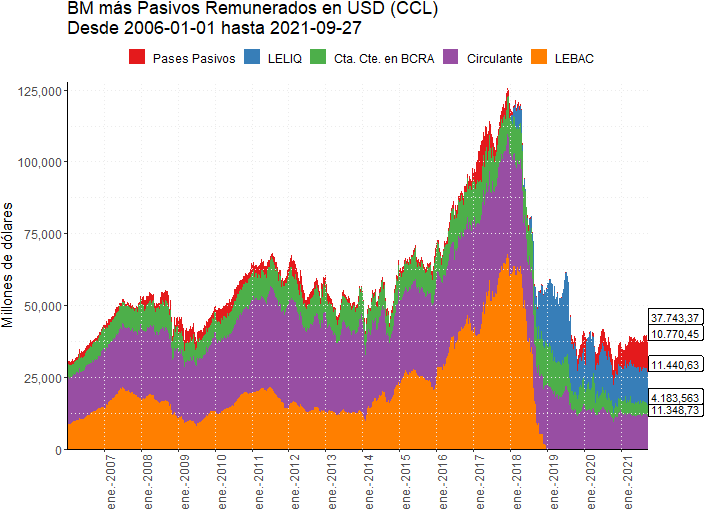 BM más Pasivos Remunerados en USD (CCL)
Desde 2006-01-01 hasta 2021-09-27
Pases Pasivos LELIQ Cta. Cte. en BCRA Circulante LEBAC
Millones de dólares
125,000
100,000
75,000
50,000
25,000
0
37.743,37
10.770,45
11.440,63
4.183,563
11.348,73
ene.-2007
ene.-2008
ene.-2009
ene.-2010
ene.-2011
ene.-2012
ene.-2013
ene.-2014
ene.-2015
ene.-2016
ene.-2017
ene.-2018
ene.-2019
ene.-2020
ene.-2021